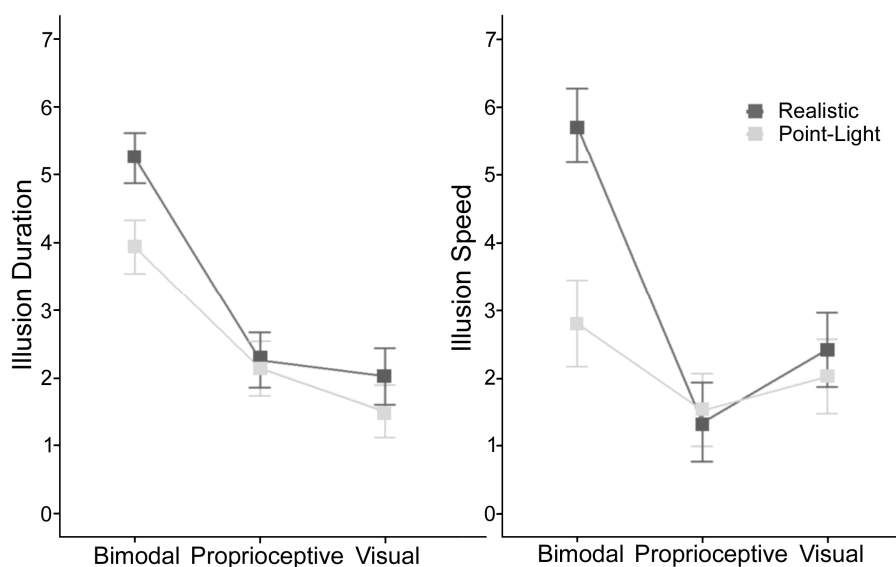 Illusion Duration
7
6
5
4
3
2
1
0
Bimodal Proprioceptive Visual
Illusion Speed
7
6
5
4
3
2
1
0
Realistic
Point-Light
Bimodal Proprioceptive Visual